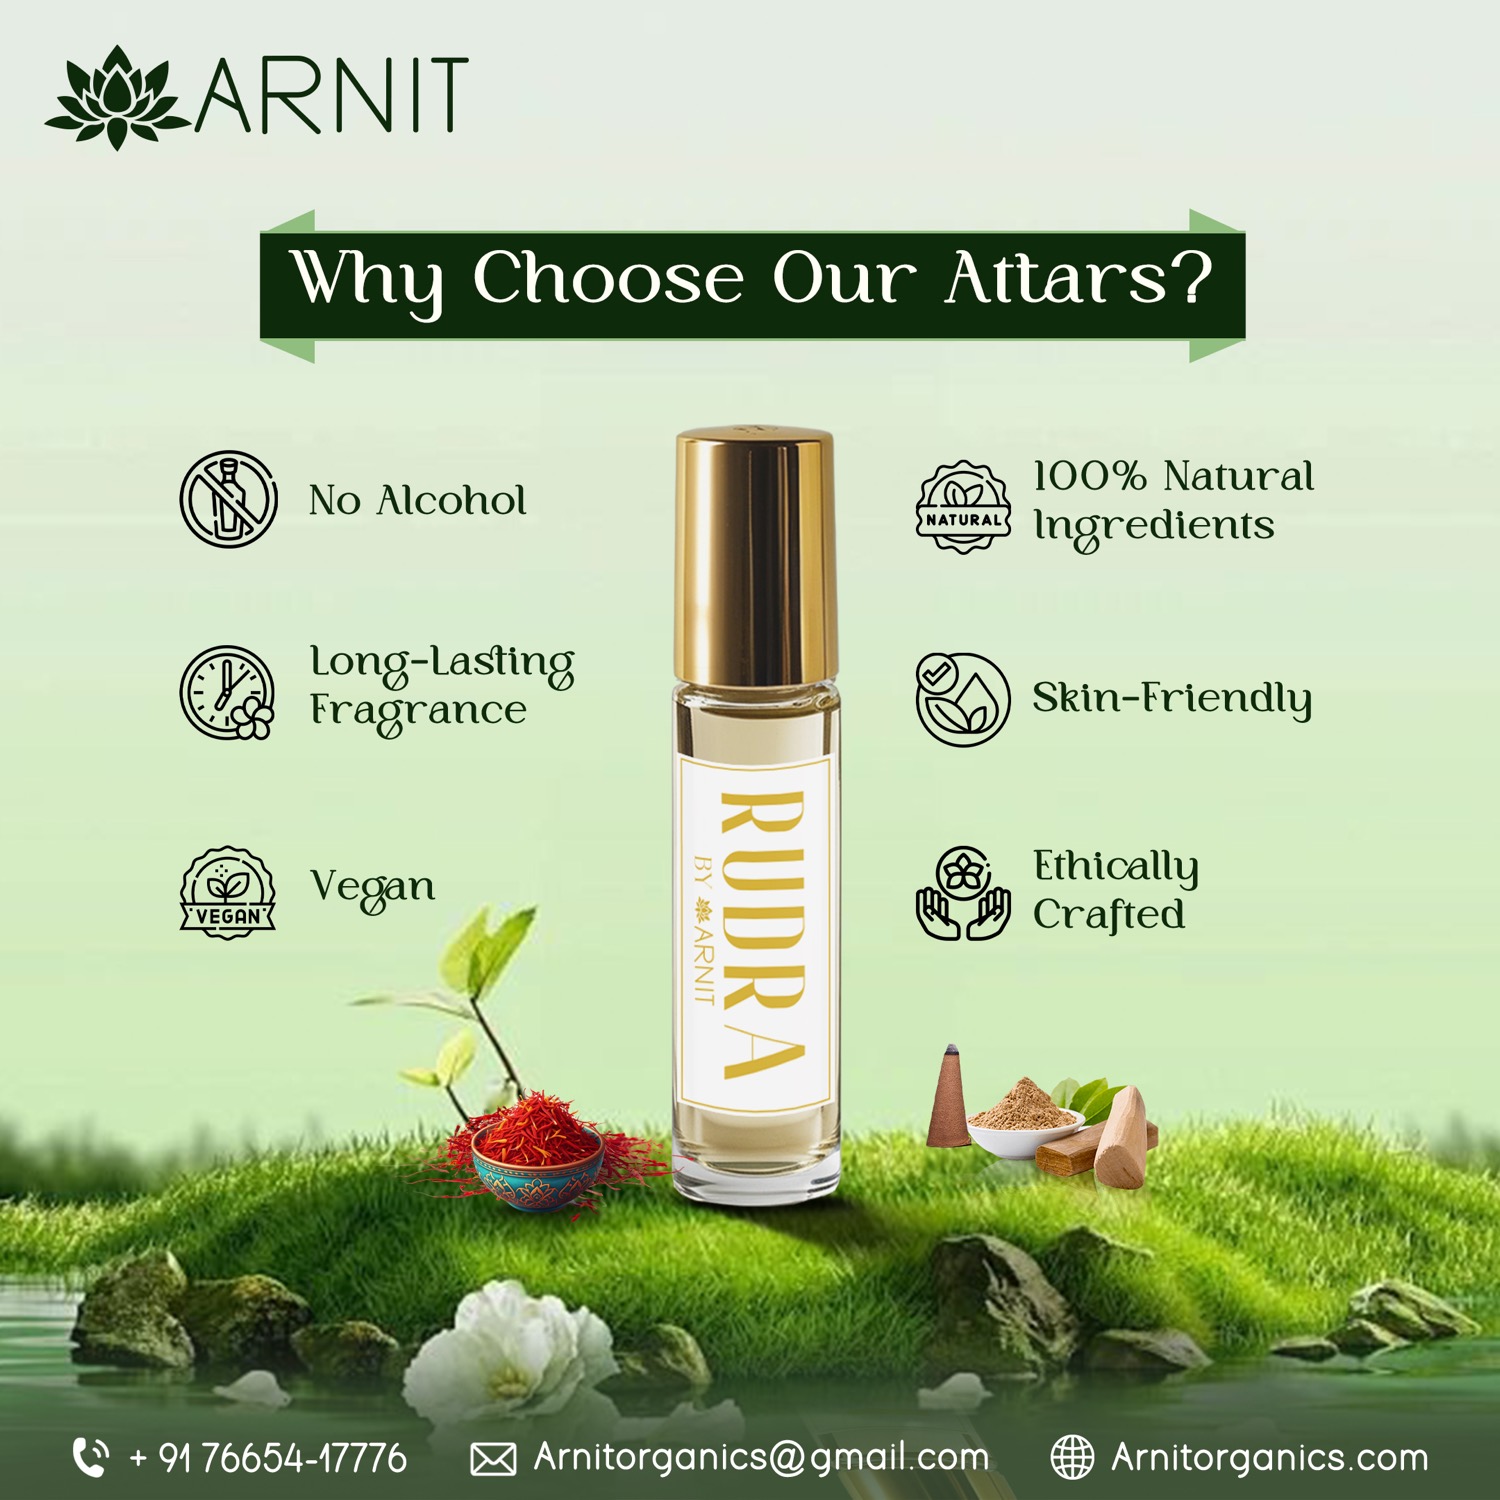 ARNIT
Why Choose Our Attars?
No Alcohol
Long-Lasting
Fragrance
VEGAN
Vegan
RUDRA
BY ARNIT
NATURAL
100% Natural
Ingredients
Skin-Friendly
Ethically
Crafted
+ 91 76654-17776
Arnitorganics@gmail.com
Arnitorganics.com